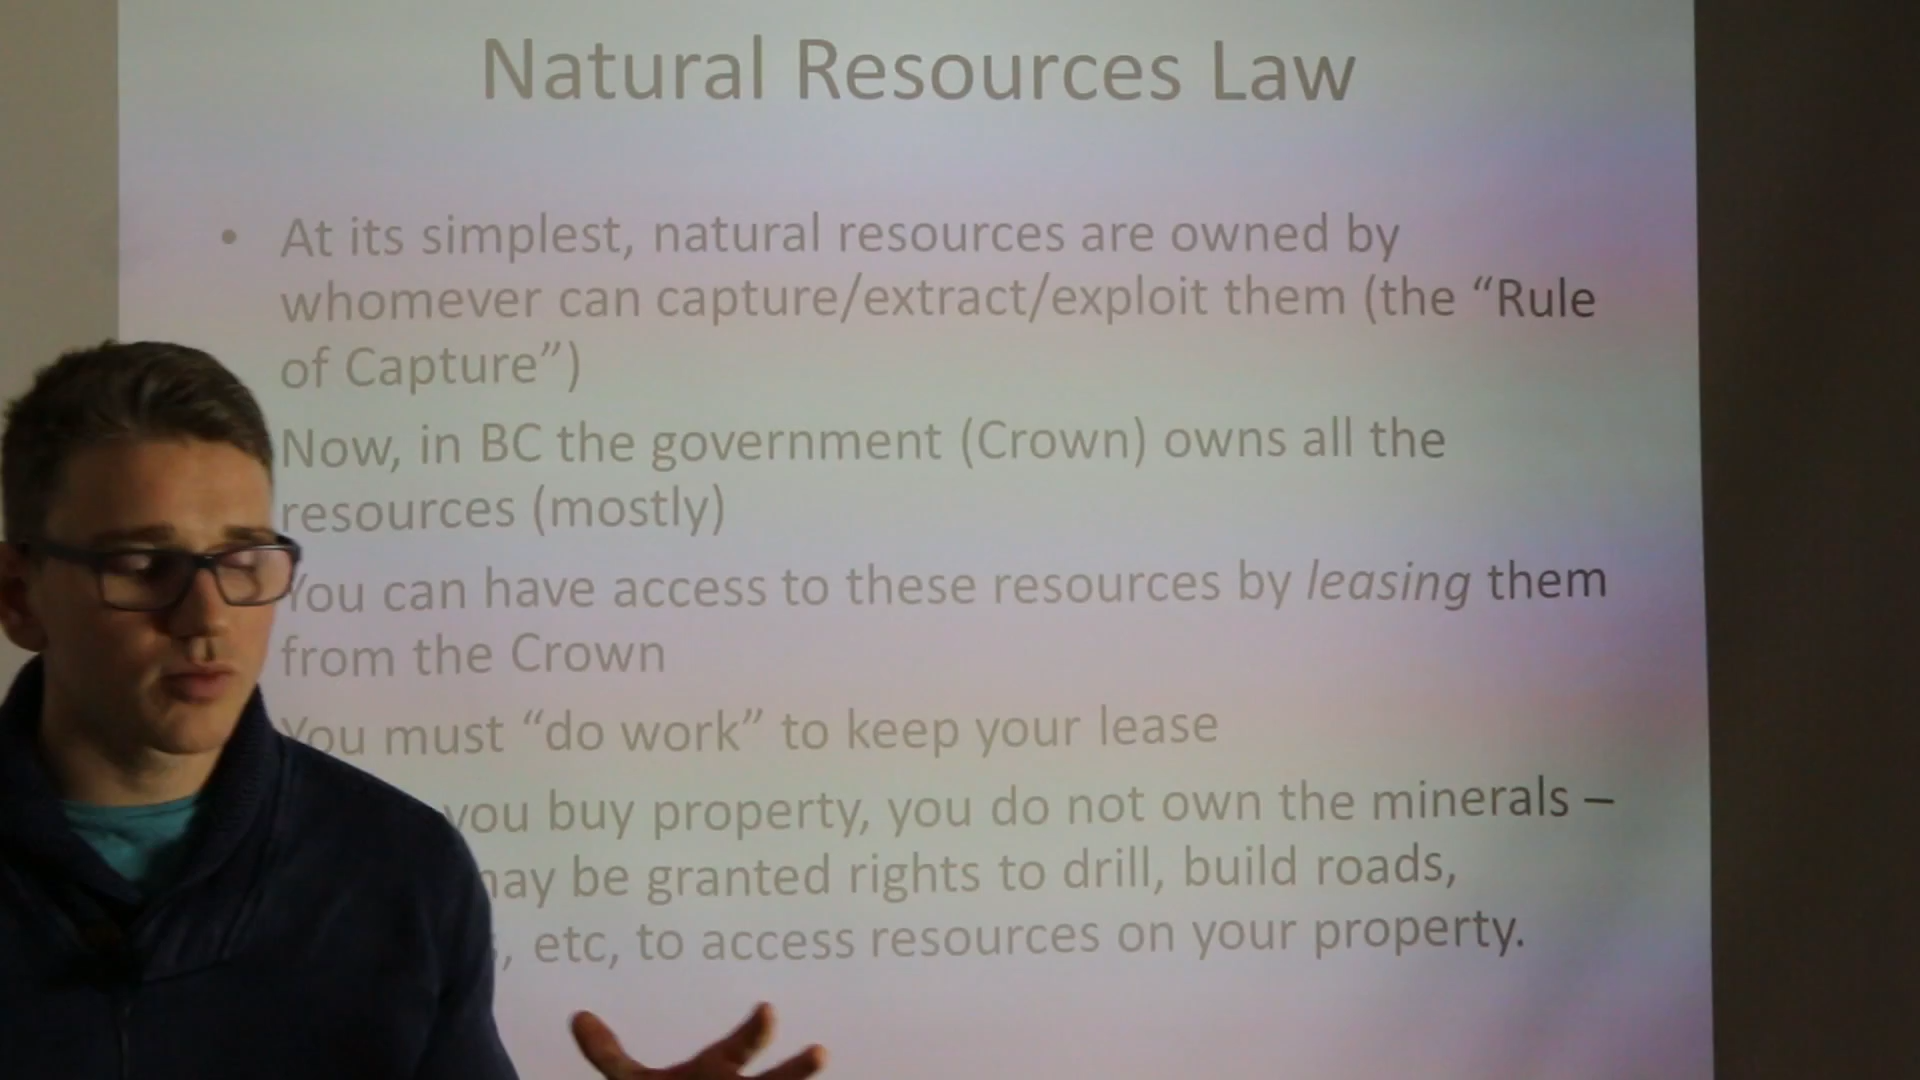 Natural Resources Law
• At its simplest, natural resources are owned by
whomever can capture/extract/exploit them (the “Rule
of Capture”)
Now, in BC the government (Crown) owns all the
resources (mostly)
You can have access to these resources by leasing them
from the Crown
You must “do work” to keep your lease
you buy property, you do not own the minerals –
may be granted rights to drill, build roads,
, etc, to access resources on your property.